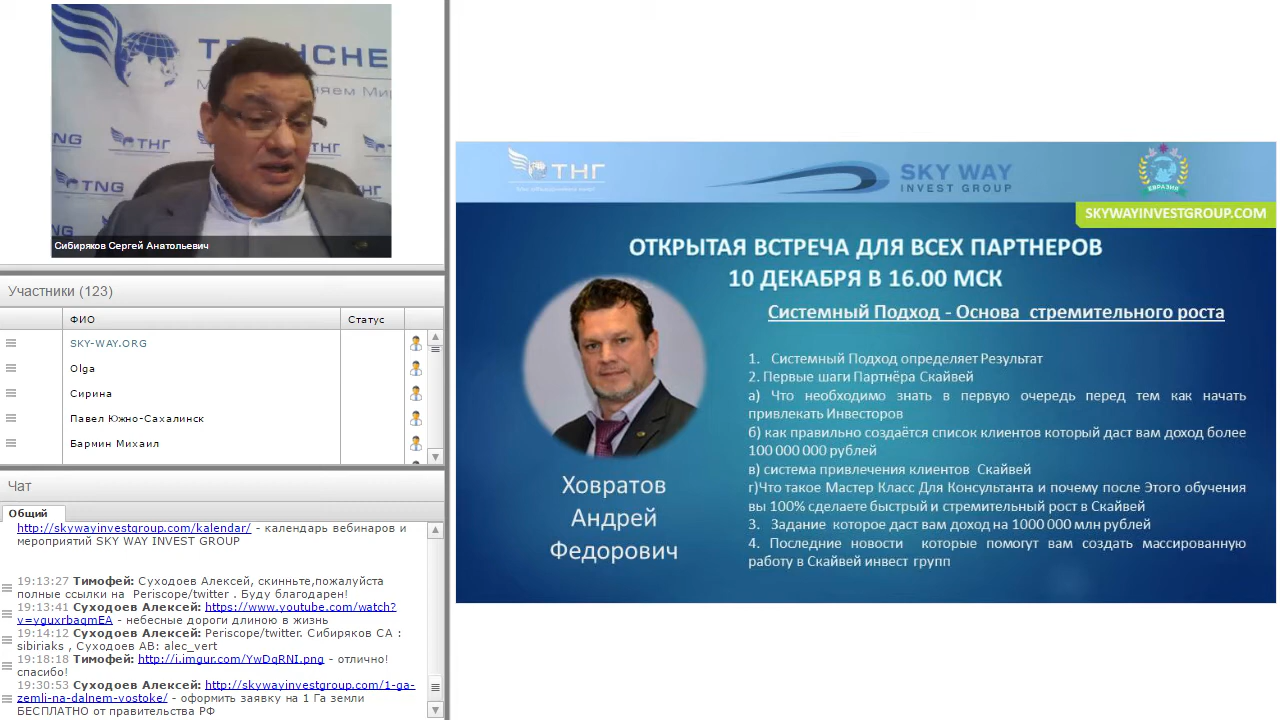 Сибиряков Сергей Анатольевич
Участники (123)
ФИО
Статус
SKY-WAY.ORG
Olga
Сирина
Павел Южно-Сахалинск
Бармин Михаил
Чат
Общий
http://skywayinvestgroup.com/kalendar/ - календарь вебинаров и
мероприятий SKY WAY INVEST GROUP
19:13:27 Тимофей: Суходоев Алексей, скинньте,пожалуйста
полные ссылки на Periscope/twitter . Буду благодарен!
19:13:41 Суходоев Алексей: https://www.youtube.com/watch?
v=yguxrbaqmEA - небесные дороги длиною в жизнь
19:14:12 Суходоев Алексей: Periscope/twitter. Сибиряков СА :
sibiriaks , Суходоев АВ: alec_vert
19:18:18 Тимофей: http://i.imgur.com/YwDqRNI.png - отлично!
спасибо!
19:30:53 Суходоев Алексей: http://skywayinvestgroup.com/1-ga-
zemli-na-dalnem-vostoke/ - оформить заявку на 1 Га земли
БЕСПЛАТНО от правительства РФ
ТНГ
SKY WAY
INVEST GROUP
ЕВРАЗИЯ
SKYWAYINVESTGROUP.COM
ОТКРЫТАЯ ВСТРЕЧА ДЛЯ ВСЕХ ПАРТНЕРОВ
10 ДЕКАБРЯ В 16.00 МСК
Системный Подход - Основа стремительного роста
1. Системный Подход определяет Результат
2. Первые шаги Партнёра Скайвей
а) Что необходимо знать в первую очередь перед тем как начать
привлекать Инвесторов
б) как правильно создаётся список клиентов который даст вам доход более
100 000 000 рублей
в) система привлечения клиентов Скайвей
г)Что такое Мастер Класс Для Консультанта и почему после Этого обучения
вы 100% сделаете быстрый и стремительный рост в Скайвей
3. Задание которое даст вам доход на 1000 000 млн рублей
4. Последние новости которые помогут вам создать массированную
работу в Скайвей инвест групп
Ховратов
Андрей
Федорович
TNG
ТНГ
ТНГ
TNG